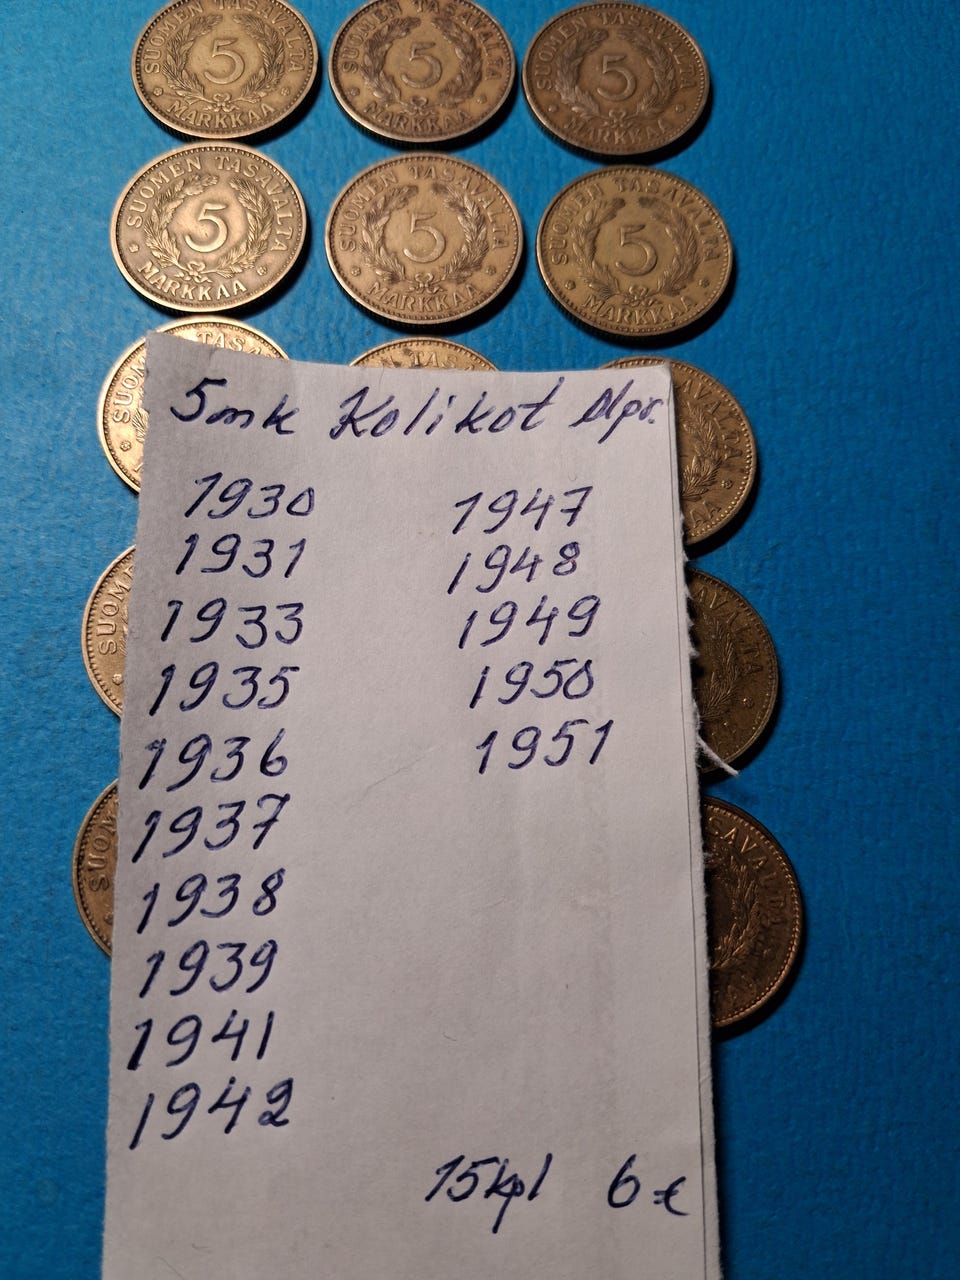 SUOMEN TASAVALTA
5
MARKKAA
SUOMEN TASAVALTA
5
MARKKAA
SUOMEN TASAVALTA
5
MARKKAA
SUOMEN TASAVALTA
5
MARKKAA
SUOMEN TASAVALTA
5
MARKKAA
SUOMEN TASAVALTA
5
MARKKAA
5mk Kolikot Alpr.
1930
1931
1933
1935
1936
1937
1938
1939
1941
1942
1947
1948
1949
1950
1951
15kpl 6€